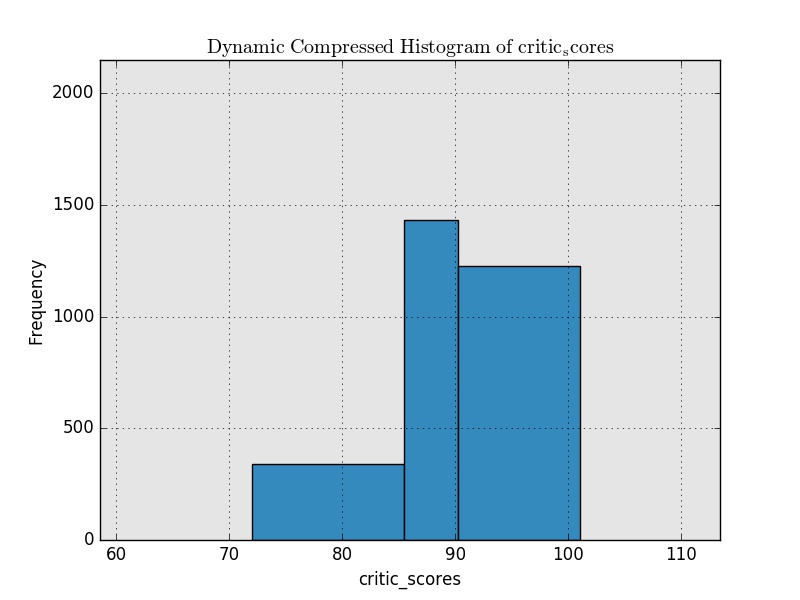 Dynamic Compressed Histogram of critic_scores
2000
1500
1000
500
0
Frequency
60 70 80 90 100 110
critic_scores